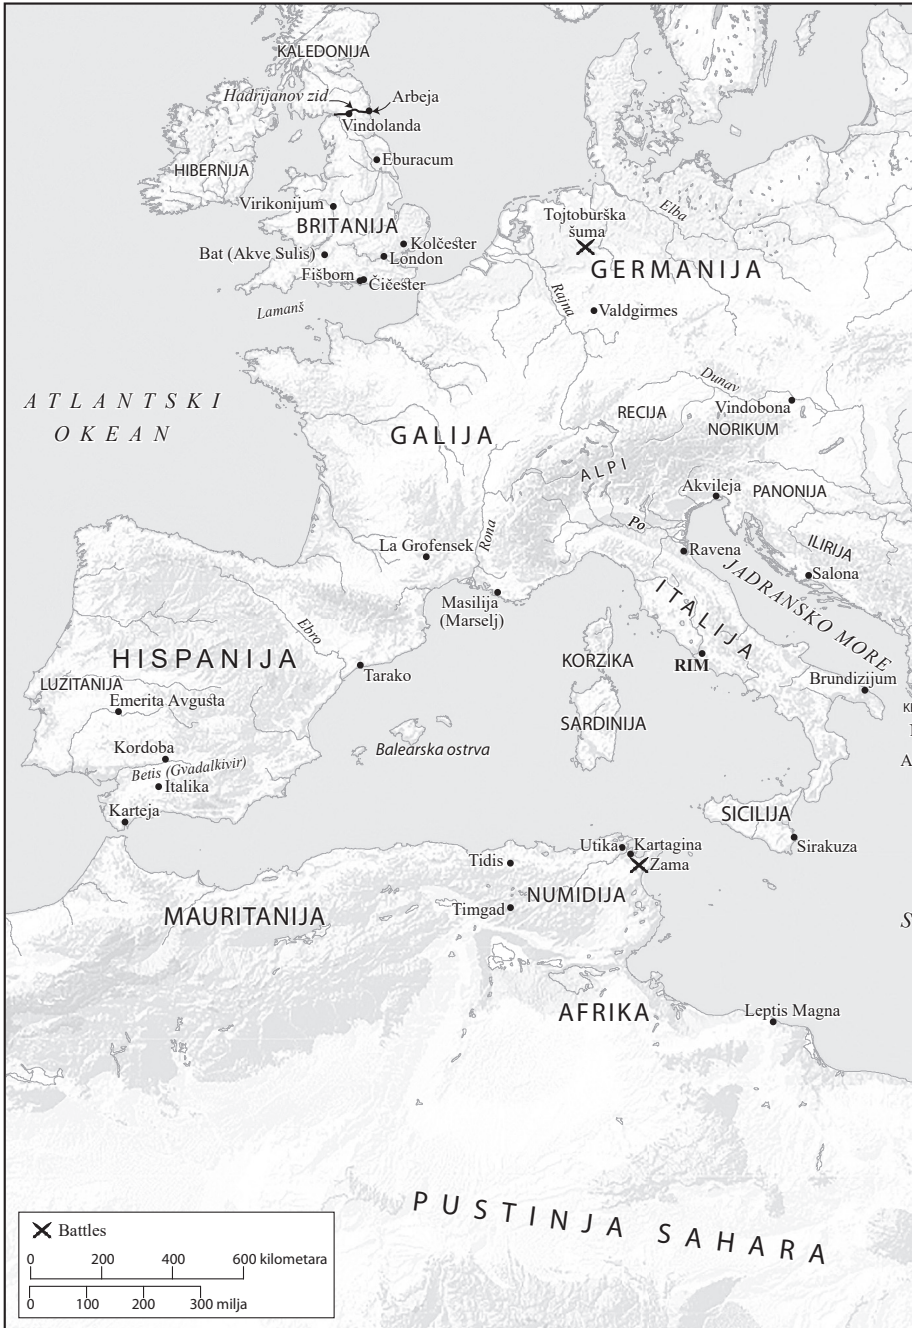 KALEDONIJA
Hadrijanov zid
Arbeja
Vindolanda
Eburacum
HIBERNIJA
Virikonijum
BRITANIJA
Kolčester
Bat (Akve Sulis)
London
Fišborn
Čičester
Lamanš
Elba
Tojtoburška
šuma
GERMANIJA
Rajna
Valdgirmes
ATLANTSKI
OKEAN
Dunav
Vindobona
RECIJA
NORIKUM
GALIJA
ALPI
Akvileja
PANONIJA
Po
Rona
La Grofensek
Ravena
ILIRIJA
Salona
JADRANSKO MORE
Masilija
(Marselj)
ITALIJA
Ebro
HISPANIJA
KORZIKA
RIM
Tarako
LUZITANIJA
Emerita Avgusta
Brundizijum
SARDINIJA
Balearska ostrva
Kordoba
Betis (Gvadalkivir)
Italika
Karteja
SICILIJA
Sirakuza
Utika
Kartagina
Zama
Tidis
NUMIDIJA
Timgad
MAURITANIJA
AFRIKA
Leptis Magna
PUSTINJA SAHARA
Battles
0 200 400 600 kilometara
0 100 200 300 milja